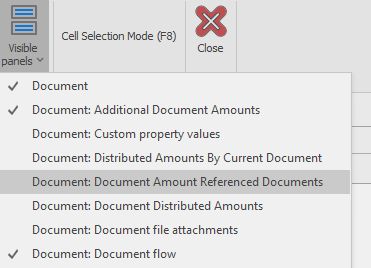 Visible
panels
Cell Selection Mode (F8)
Close
Document
Document: Additional Document Amounts
Document: Custom property values
Document: Distributed Amounts By Current Document
Document: Document Amount Referenced Documents
Document: Document Distributed Amounts
Document: Document file attachments
Document: Document flow